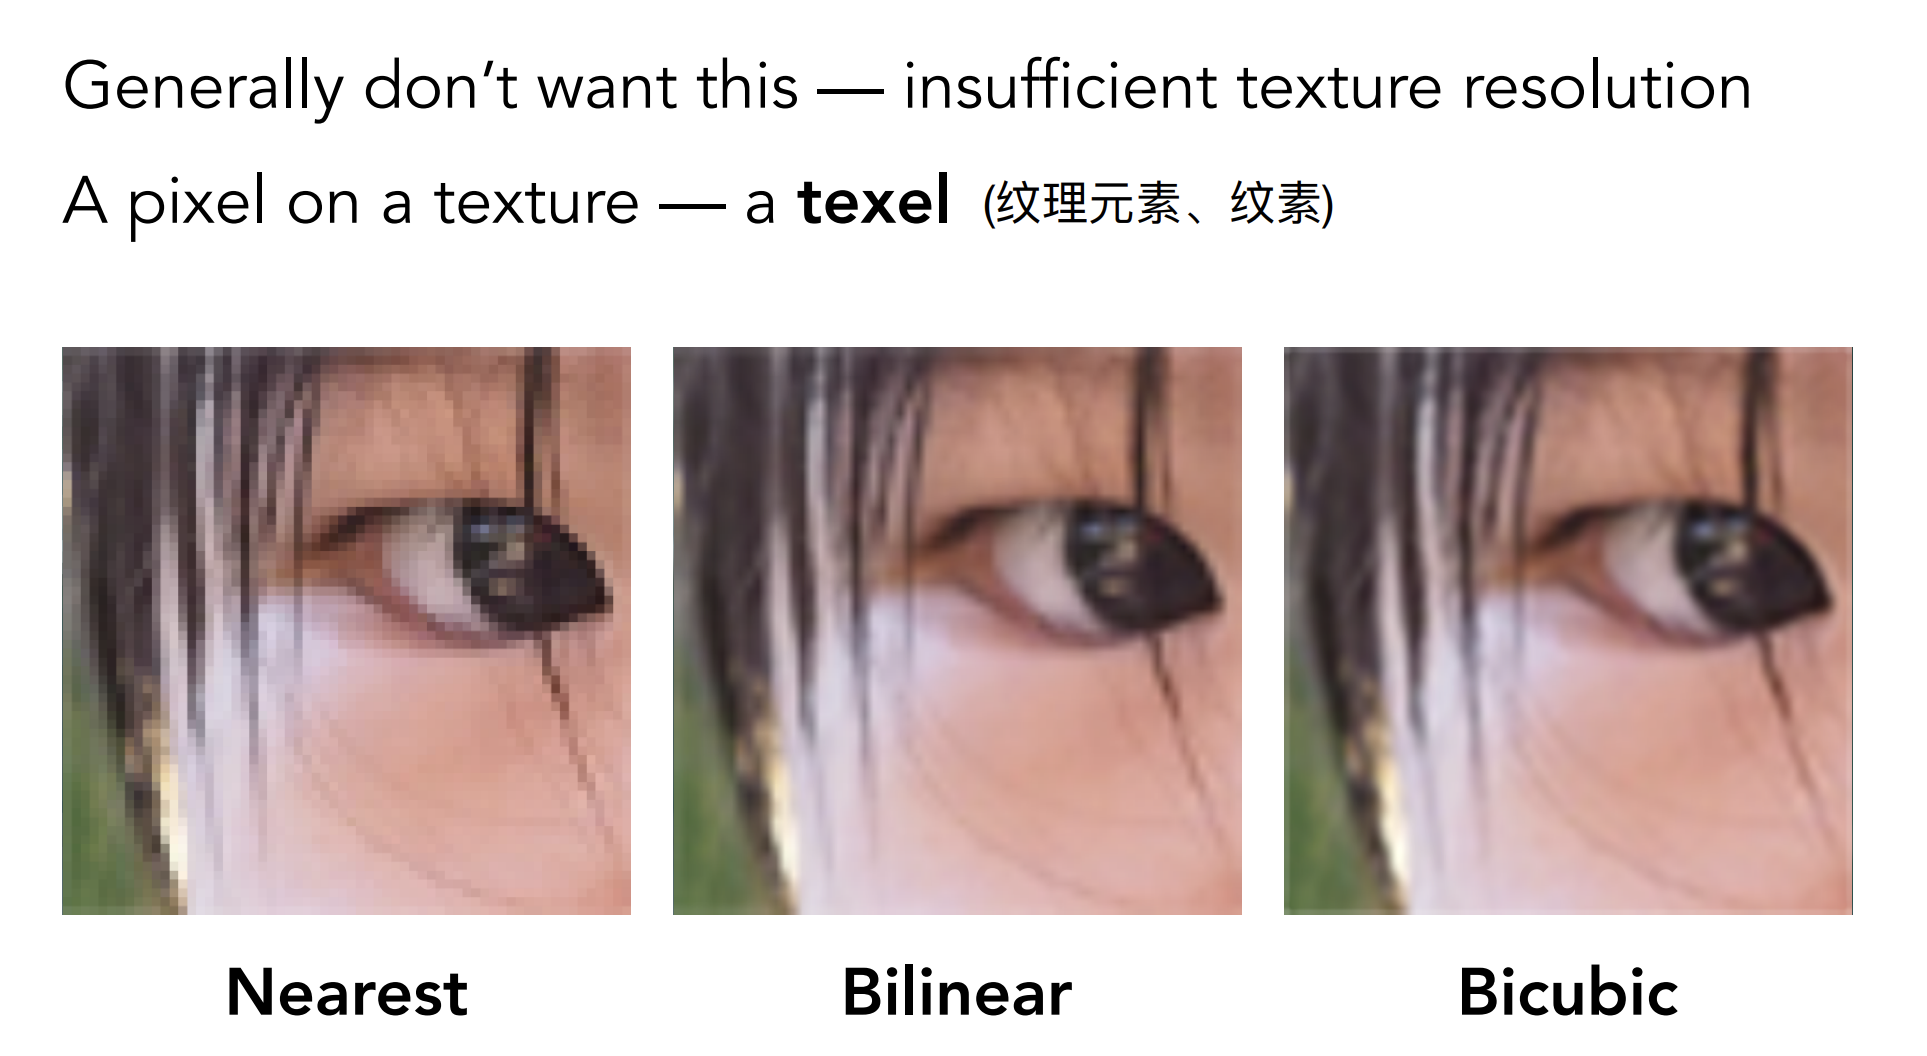 Generally don’t want this — insufficient texture resolution
A pixel on a texture — a texel (纹理元素、纹素)
Nearest
Bilinear
Bicubic